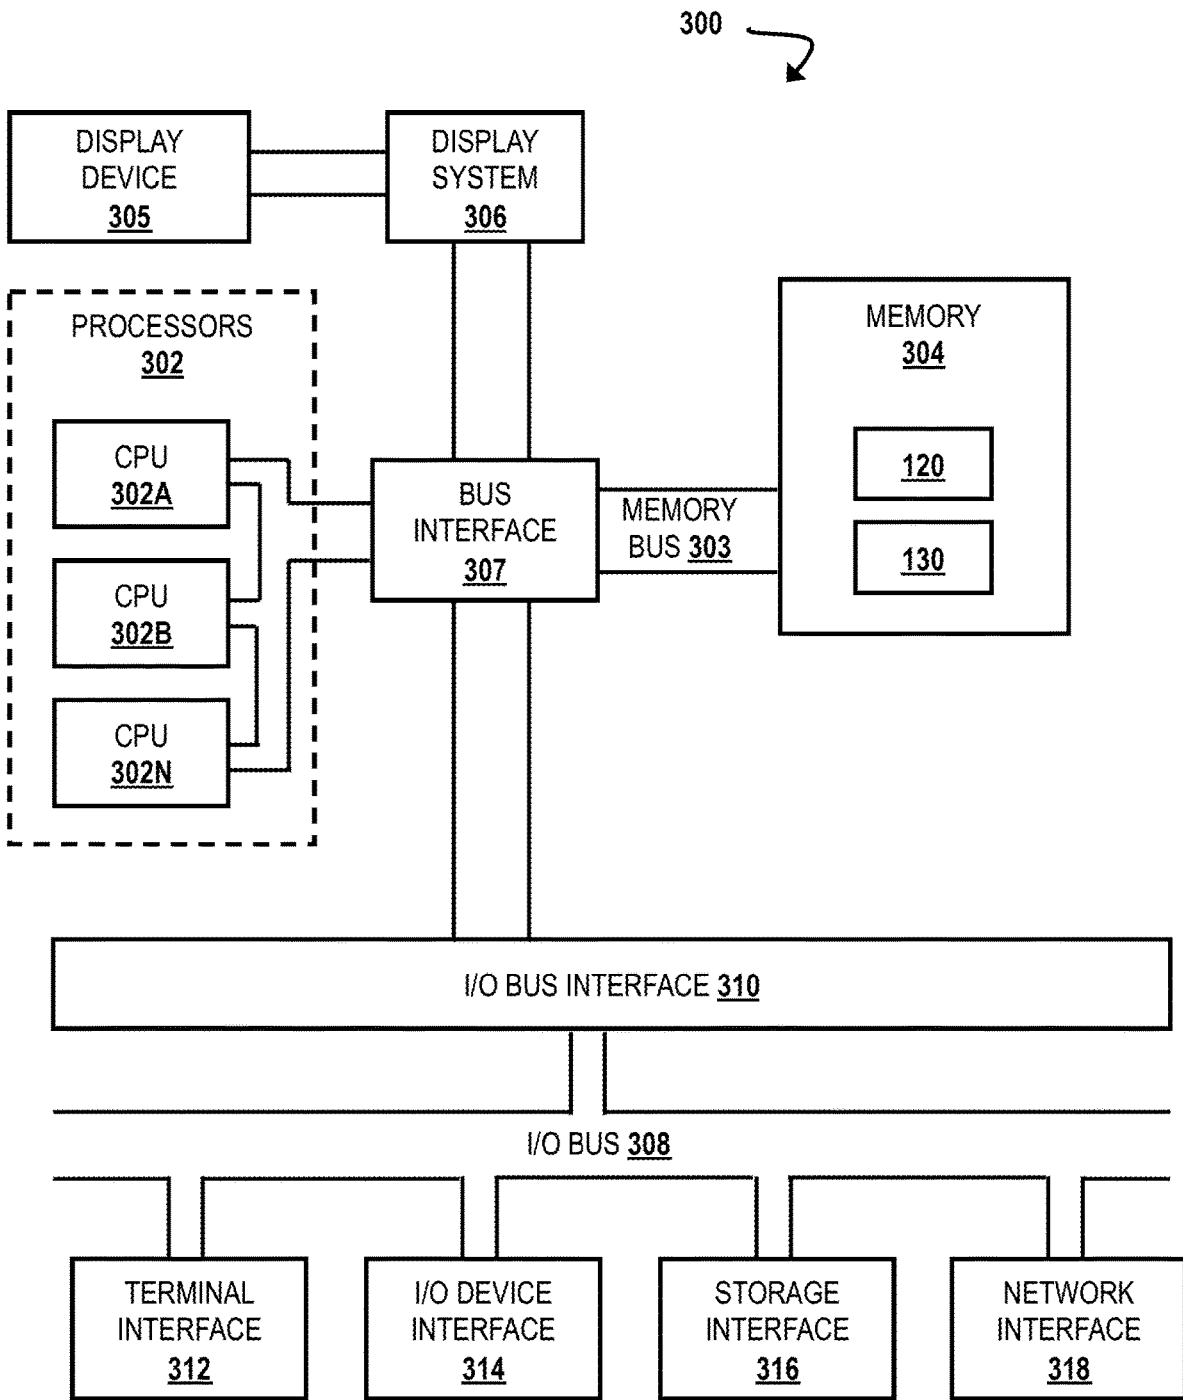 300
DISPLAY
DEVICE
305
DISPLAY
SYSTEM
306
PROCESSORS
302
CPU
302A
CPU
302B
CPU
302N
BUS
INTERFACE
307
MEMORY
BUS 303
MEMORY
304
120
130
I/O BUS INTERFACE 310
I/O BUS 308
TERMINAL
INTERFACE
312
I/O DEVICE
INTERFACE
314
STORAGE
INTERFACE
316
NETWORK
INTERFACE
318